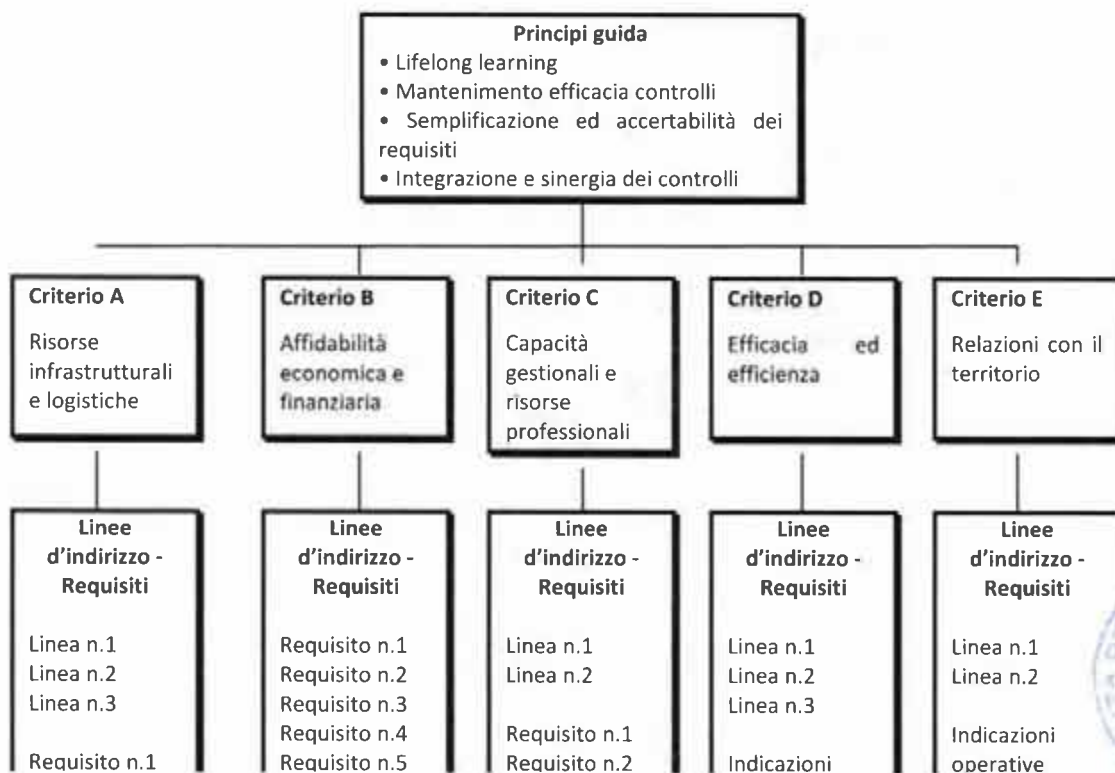 Principi guida
• Lifelong learning
• Mantenimento efficacia controlli
• Semplificazione ed accertabilità dei
requisiti
• Integrazione e sinergia dei controlli
Criterio A
Risorse
infrastrutturali
e logistiche
Criterio B
Affidabilità
economica e
finanziaria
Criterio C
Capacità
gestionali e
risorse
professionali
Criterio D
Efficacia ed
efficienza
Criterio E
Relazioni con il
territorio
Linee
d'indirizzo -
Requisiti
Linea n.1
Linea n.2
Linea n.3
Requisito n.1
Linee
d'indirizzo -
Requisiti
Requisito n.1
Requisito n.2
Requisito n.3
Requisito n.4
Requisito n.5
Linee
d'indirizzo -
Requisiti
Linea n.1
Linea n.2
Requisito n.1
Requisito n.2
Linee
d'indirizzo -
Requisiti
Linea n.1
Linea n.2
Linea n.3
Indicazioni
Linee
d'indirizzo -
Requisiti
Linea n.1
Linea n.2
Indicazioni
operative